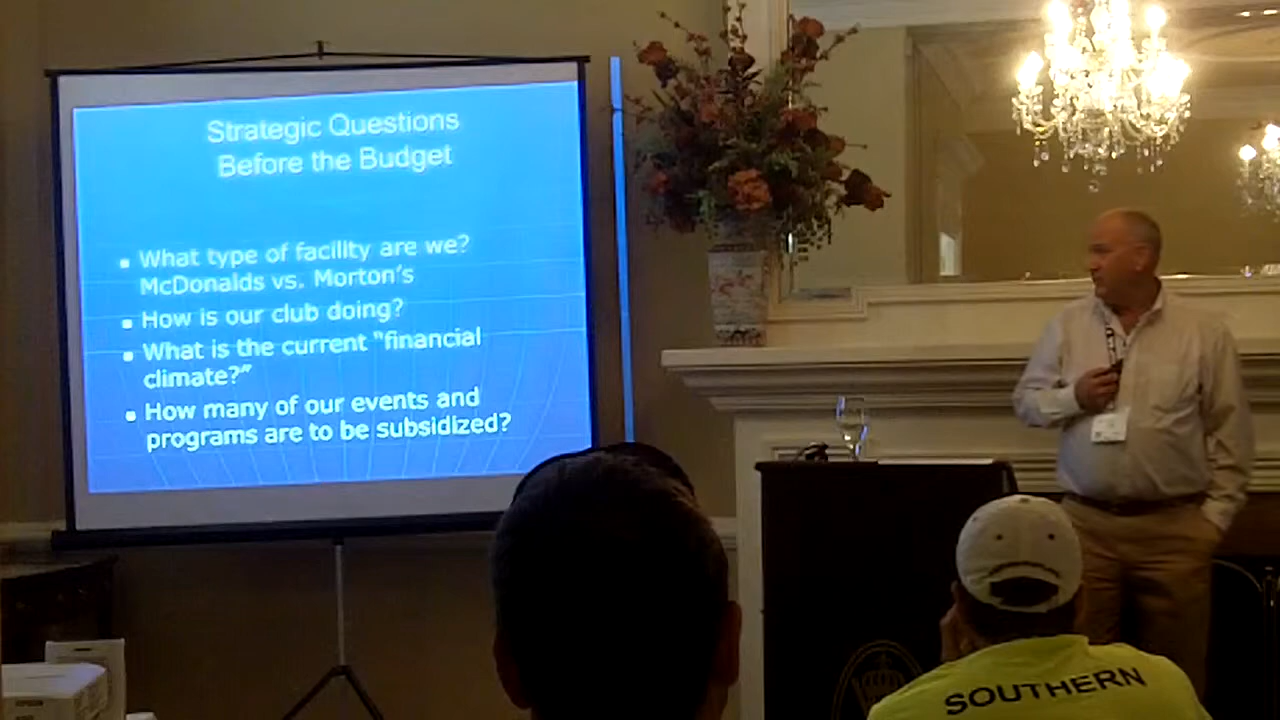 Strategic Questions
Before the Budget
▪ What type of facility are we?
McDonalds vs. Morton's
▪ How is our club doing?
▪ What is the current "financial
climate?"
▪ How many of our events and
programs are to be subsidized?
SOUTHERN